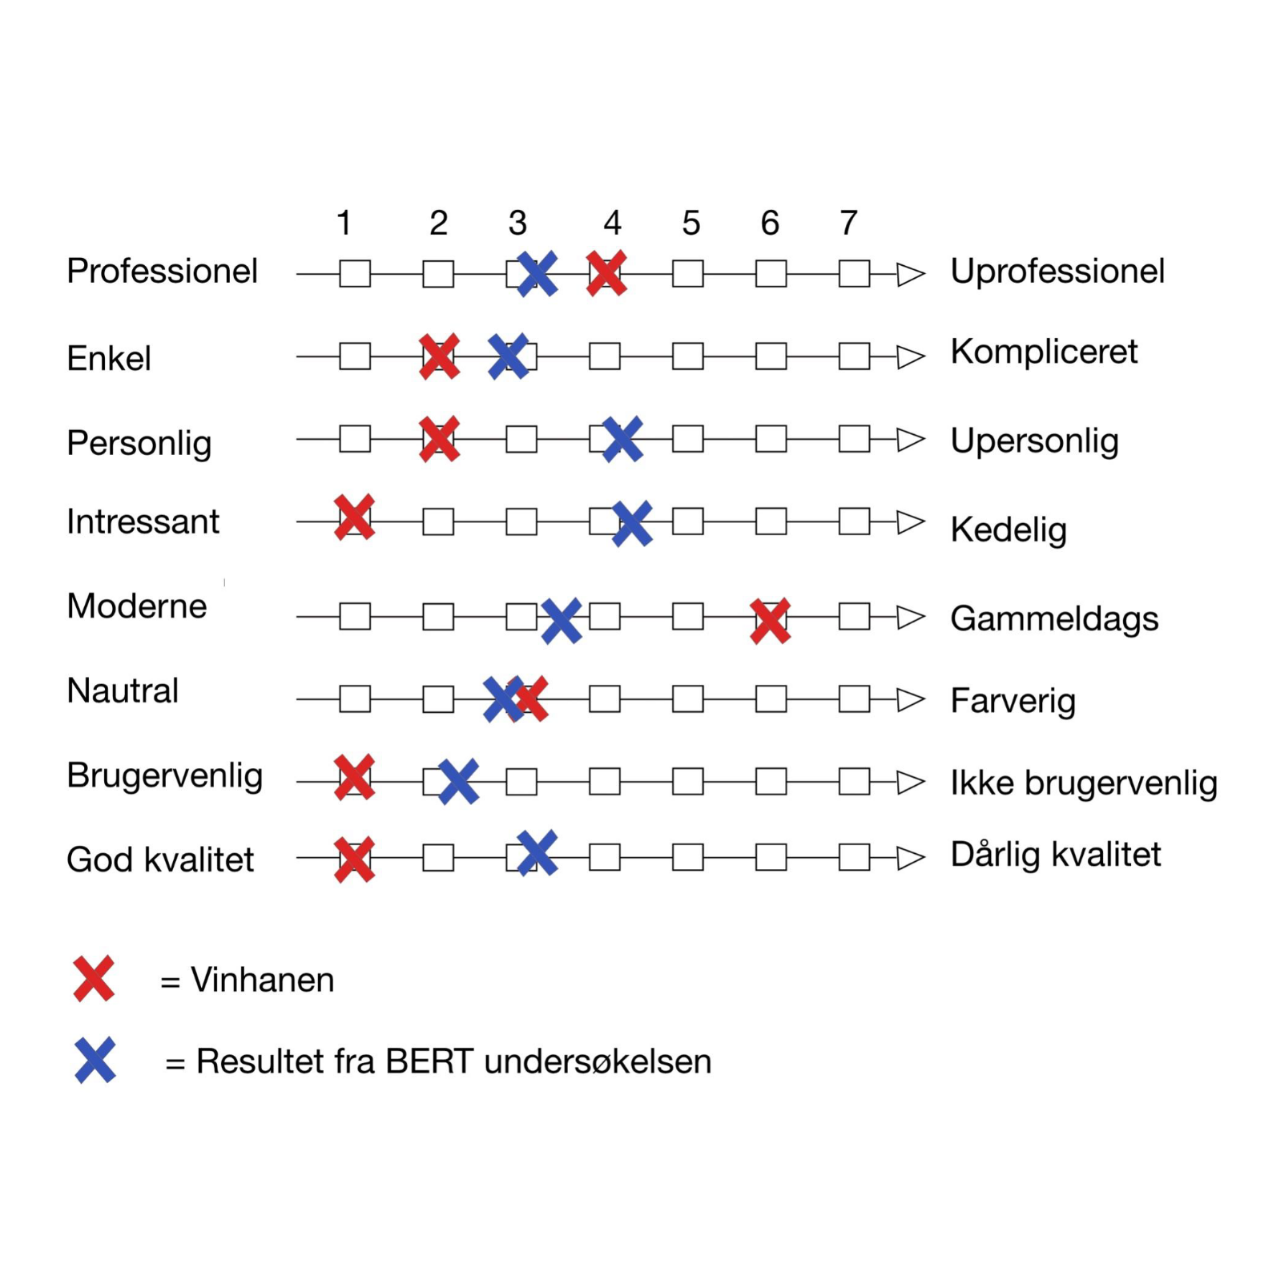 1 2 3 4 5 6 7
Professionel Uprofessionel
Enkel Kompliceret
Personlig Upersonlig
Intressant Kedelig
Moderne Gammeldags
Nautral Farverig
Brugervenlig Ikke brugervenlig
God kvalitet Dårlig kvalitet
= Vinhanen
= Resultet fra BERT undersøkelsen